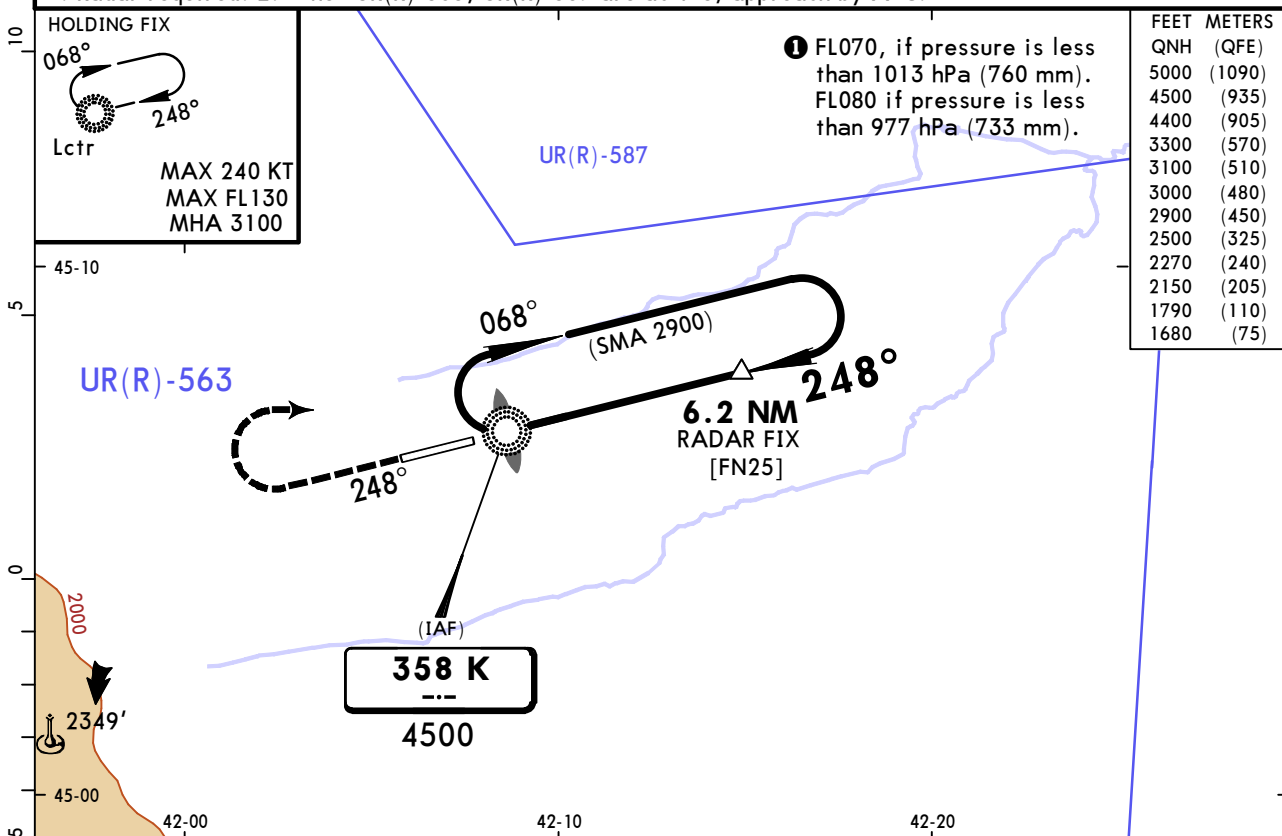 HOLDING FIX
068°
248°
Lctr
MAX 240 KT
MAX FL130
MHA 3100
❶ FL070, if pressure is less
than 1013 hPa (760 mm).
FL080 if pressure is less
than 977 hPa (733 mm).
FEET METERS
QNH (QFE)
5000 (1090)
4500 (935)
4400 (905)
3300 (570)
3100 (510)
3000 (480)
2900 (450)
2500 (325)
2270 (240)
2150 (205)
1790 (110)
1680 (75)
10
UR(R)-587
45-10
5
068°
(SMA 2900)
UR(R)-563
248°
6.2 NM
RADAR FIX
[FN25]
248°
0
2000
(IAF)
358 K
-.-
4500
2349'
45-00
5
42-00
42-10
42-20